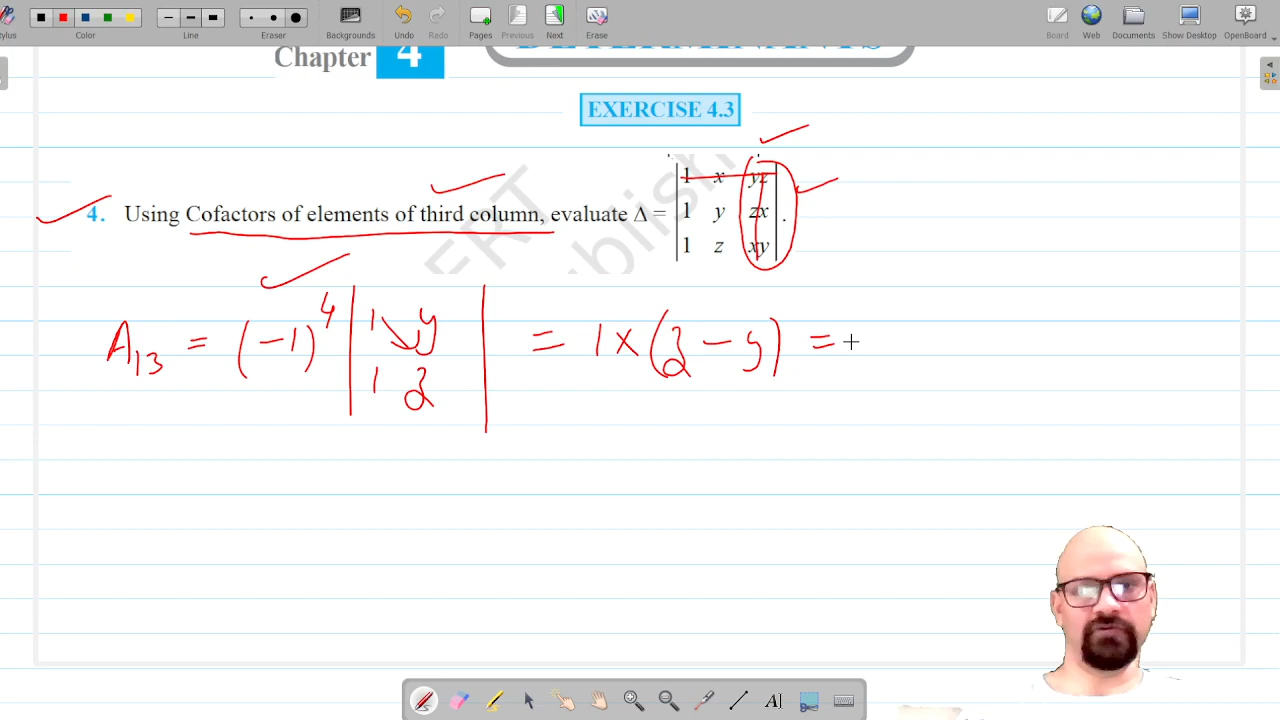 Stylus Color Line Eraser Backgrounds Undo Redo Pages Previous Next Erase Board Web Documents Show Desktop OpenBoard
Chapter 4 DETERMINANTS
EXERCISE 4.3
4. Using Cofactors of elements of third column, evaluate Δ = | 1 x yz |
| 1 y zx | .
| 1 z xy |
A₁₃ = (-1)⁴ | 1 y | = 1 × (z - y) =
| 1 z |